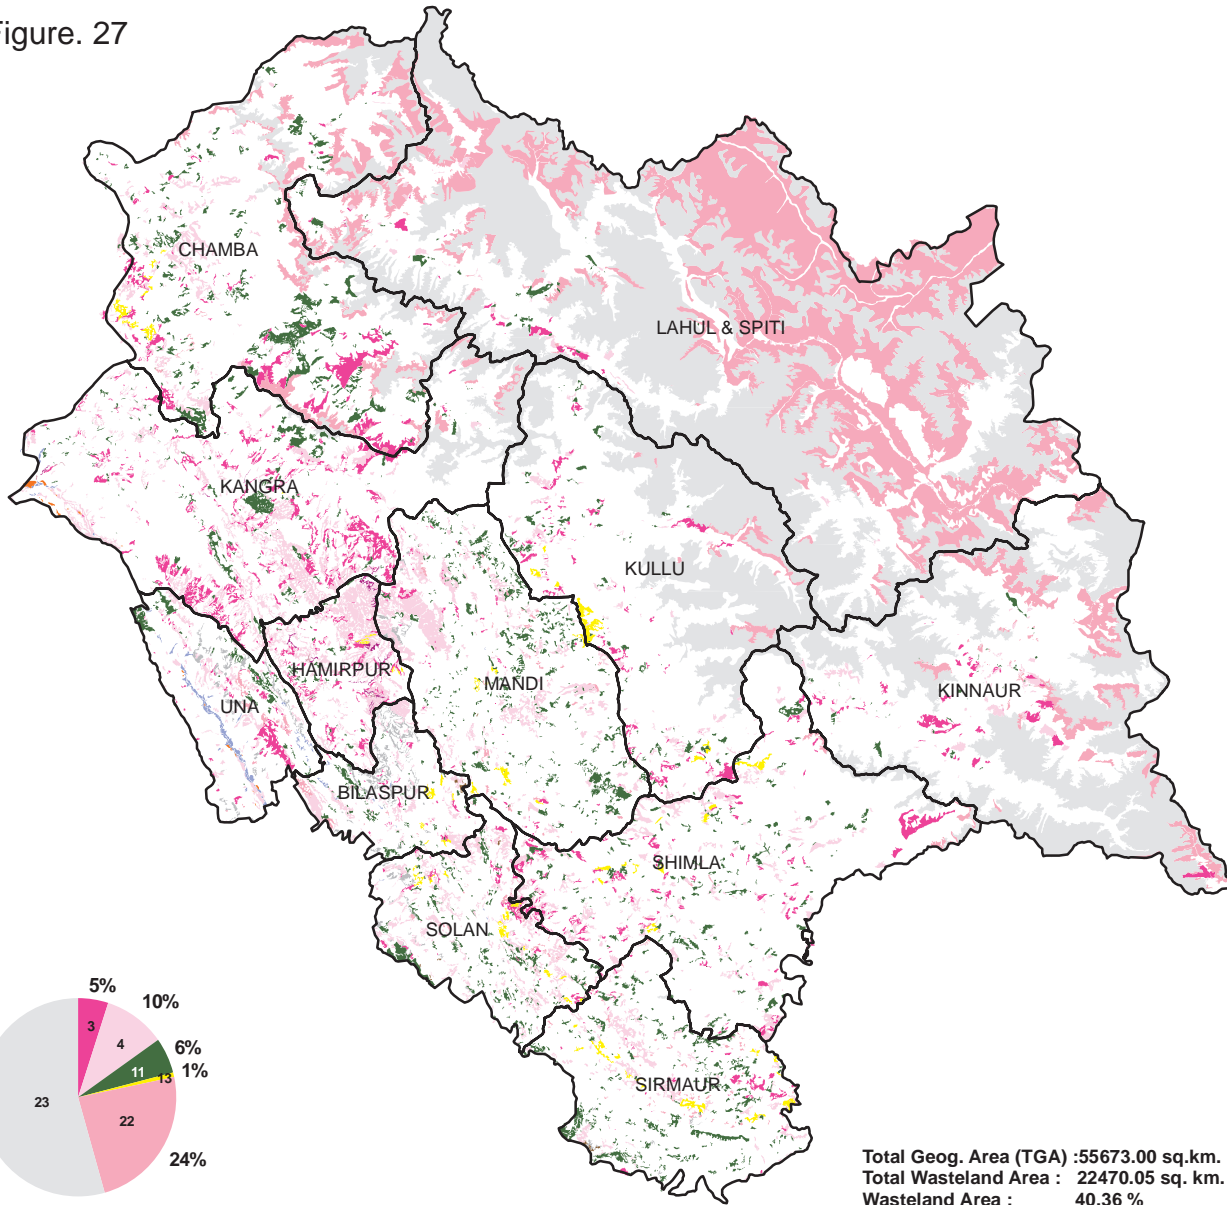 Figure. 27
CHAMBA
LAHUL & SPITI
KANGRA
KULLU
HAMIRPUR
MANDI
UNA
KINNAUR
BILASPUR
SHIMLA
SOLAN
SIRMAUR
5%
10%
3
4
6%
11
1%
13
23
22
24%
Total Geog. Area (TGA) :55673.00 sq.km.
Total Wasteland Area : 22470.05 sq. km.
Wasteland Area : 40.36 %